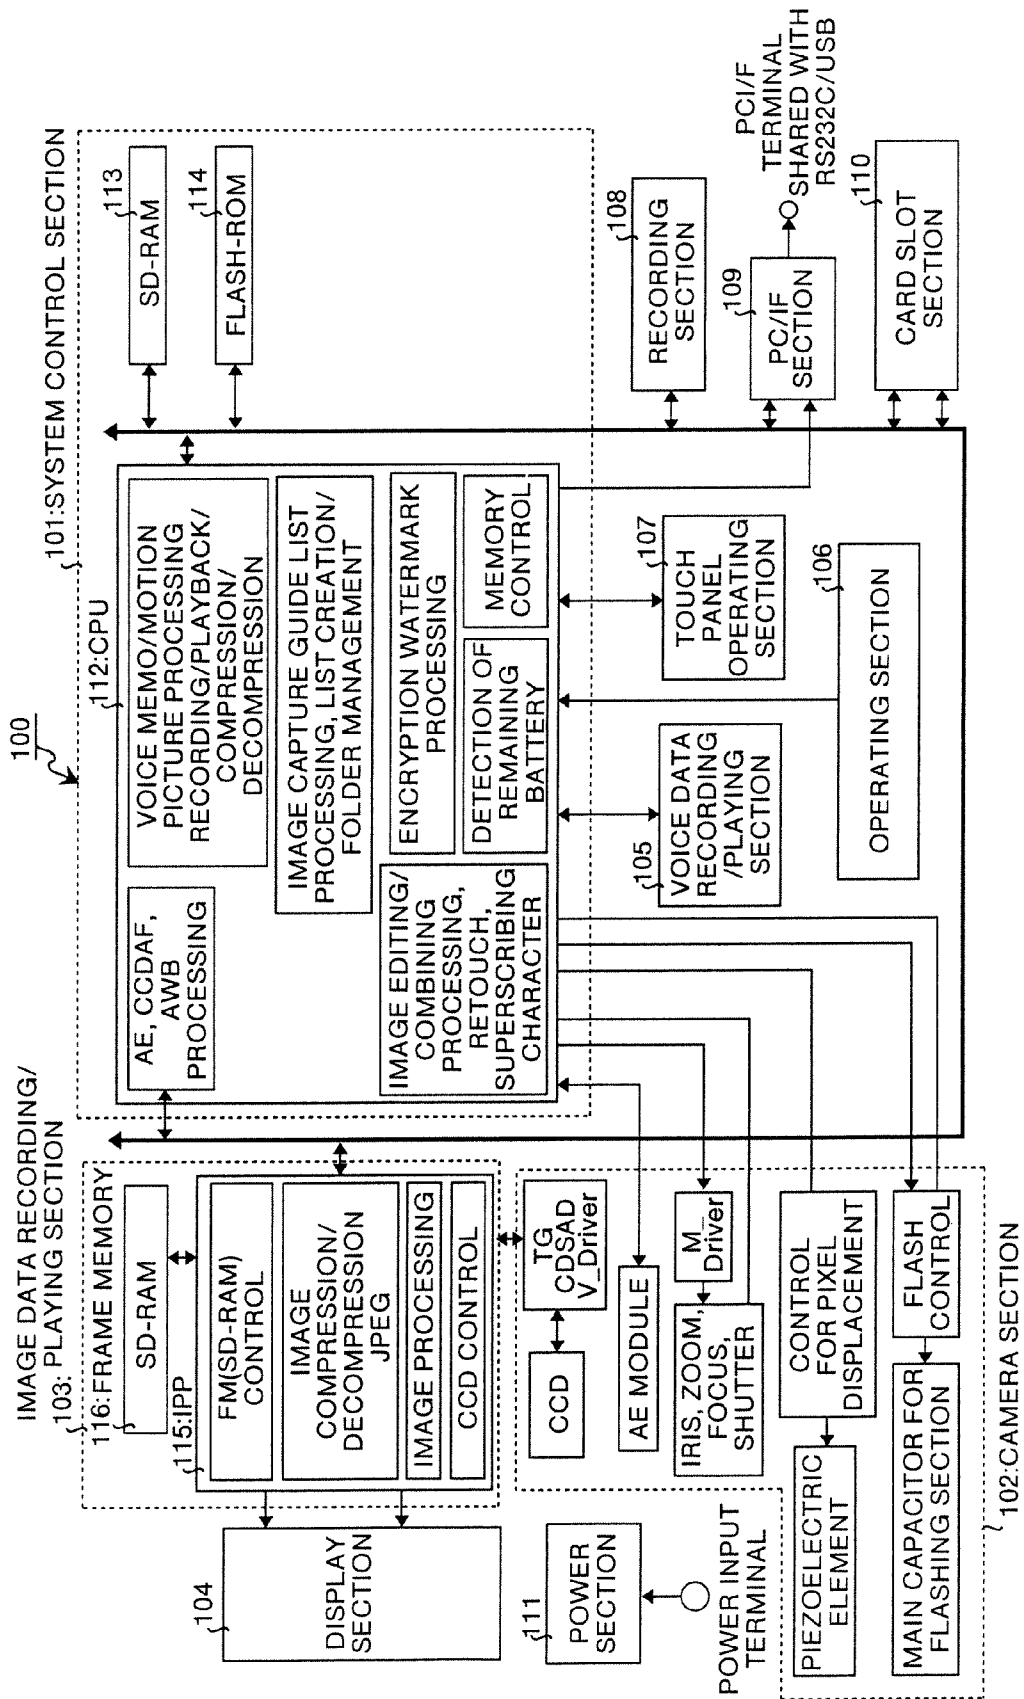 100
101:SYSTEM CONTROL SECTION
112:CPU
AE, CCDAF,
AWB
PROCESSING
VOICE MEMO/MOTION
PICTURE PROCESSING
RECORDING/PLAYBACK/
COMPRESSION/
DECOMPRESSION
IMAGE CAPTURE GUIDE LIST
PROCESSING, LIST CREATION/
FOLDER MANAGEMENT
IMAGE EDITING/
COMBINING
PROCESSING,
RETOUCH,
SUPERSCRIBING
CHARACTER
ENCRYPTION WATERMARK
PROCESSING
DETECTION OF
REMAINING
BATTERY
MEMORY
CONTROL
113
SD-RAM
114
FLASH-ROM
IMAGE DATA RECORDING/
103: PLAYING SECTION
116:FRAME MEMORY
SD-RAM
115:IPP
FM(SD-RAM)
CONTROL
IMAGE
COMPRESSION/
DECOMPRESSION
JPEG
IMAGE PROCESSING
CCD CONTROL
104
DISPLAY
SECTION
111
POWER
SECTION
POWER INPUT
TERMINAL
TG
CDSAD
V_Driver
CCD
AE MODULE
M_
Driver
IRIS, ZOOM,
FOCUS,
SHUTTER
CONTROL
FOR PIXEL
DISPLACEMENT
PIEZOELECTRIC
ELEMENT
FLASH
CONTROL
MAIN CAPACITOR FOR
FLASHING SECTION
102:CAMERA SECTION
105
VOICE DATA
RECORDING
/PLAYING
SECTION
106
OPERATING SECTION
107
TOUCH
PANEL
OPERATING
SECTION
108
RECORDING
SECTION
109
PC/IF
SECTION
PCI/F
TERMINAL
SHARED WITH
RS232C/USB
110
CARD SLOT
SECTION